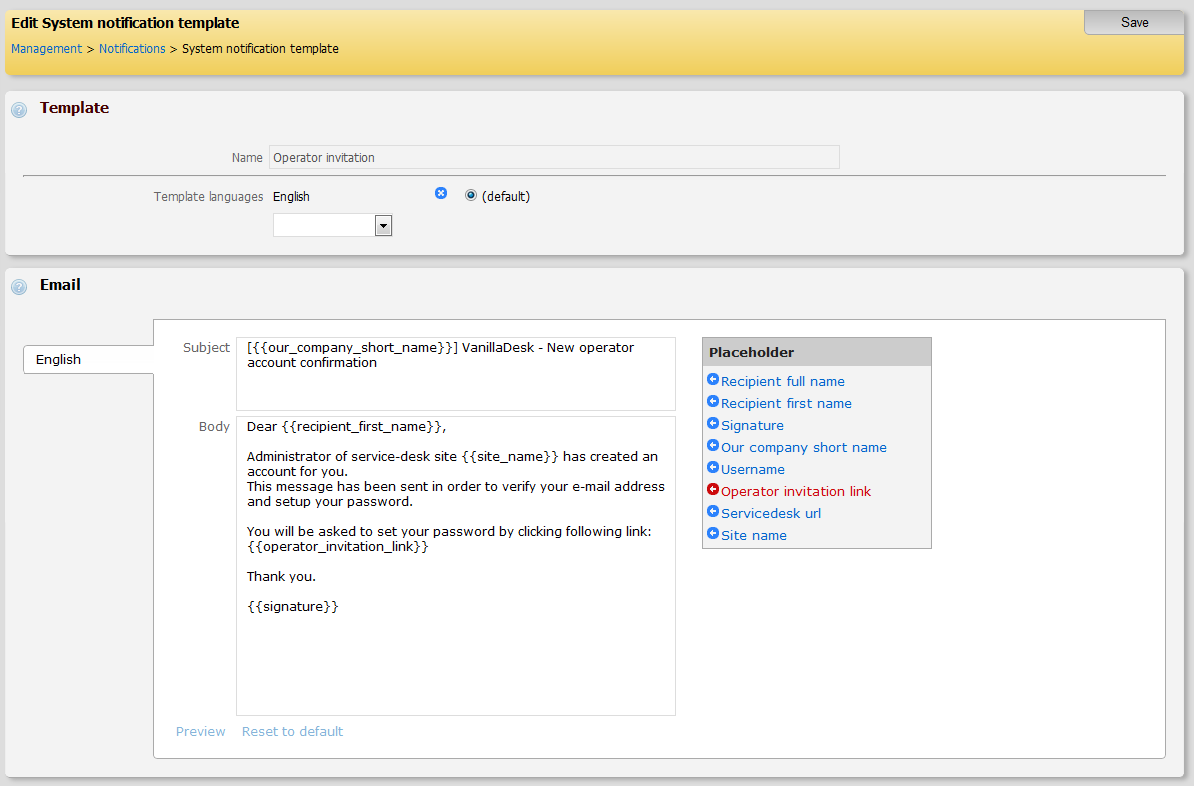 Edit System notification template
Save
Management > Notifications > System notification template
Template
Name
Operator invitation
Template languages
English
(default)
Email
English
Subject
[{{our_company_short_name}}] VanillaDesk - New operator
account confirmation
Body
Dear {{recipient_first_name}},
Administrator of service-desk site {{site_name}} has created an
account for you.
This message has been sent in order to verify your e-mail address
and setup your password.
You will be asked to set your password by clicking following link:
{{operator_invitation_link}}
Thank you.
{{signature}}
Preview
Reset to default
Placeholder
Recipient full name
Recipient first name
Signature
Our company short name
Username
Operator invitation link
Servicedesk url
Site name